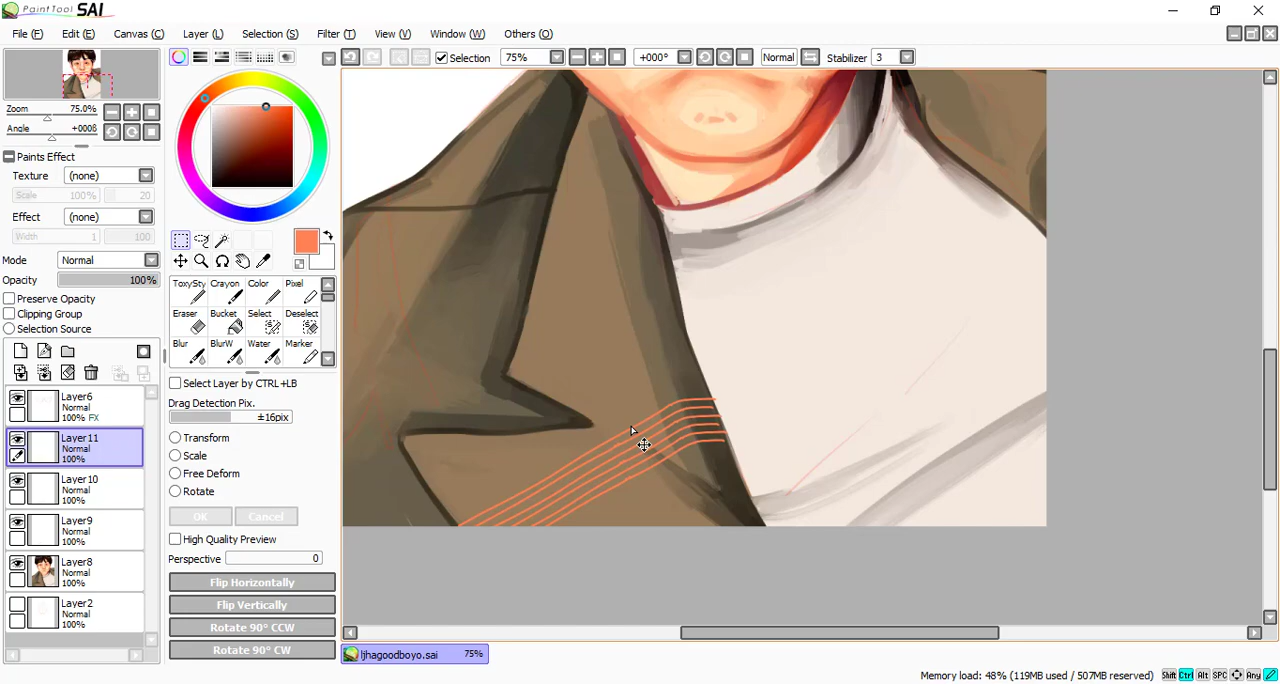 PaintTool SAI
File (F) Edit (E) Canvas (C) Layer (L) Selection (S) Filter (T) View (V) Window (W) Others (O)
Selection 75% +000° Normal Stabilizer 3
Zoom 75.0%
Angle +000δ
Paints Effect
Texture (none)
Scale 100% 20
Effect (none)
Width 1 100
Mode Normal
Opacity 100%
Preserve Opacity
Clipping Group
Selection Source
Layer6
Normal
100% FX
Layer11
Normal
100%
Layer10
Normal
100%
Layer9
Normal
100%
Layer8
Normal
100%
Layer2
Normal
100%
ToxySty Crayon Color Pixel
Eraser Bucket Select Deselect
Blur BlurW Water Marker
Select Layer by CTRL+LB
Drag Detection Pix.
±16pix
Transform
Scale
Free Deform
Rotate
OK Cancel
High Quality Preview
Perspective 0
Flip Horizontally
Flip Vertically
Rotate 90° CCW
Rotate 90° CW
ljhagoodboyo.sai 75%
Memory load: 48% (119MB used / 507MB reserved) Shift Ctrl Alt SPC Any